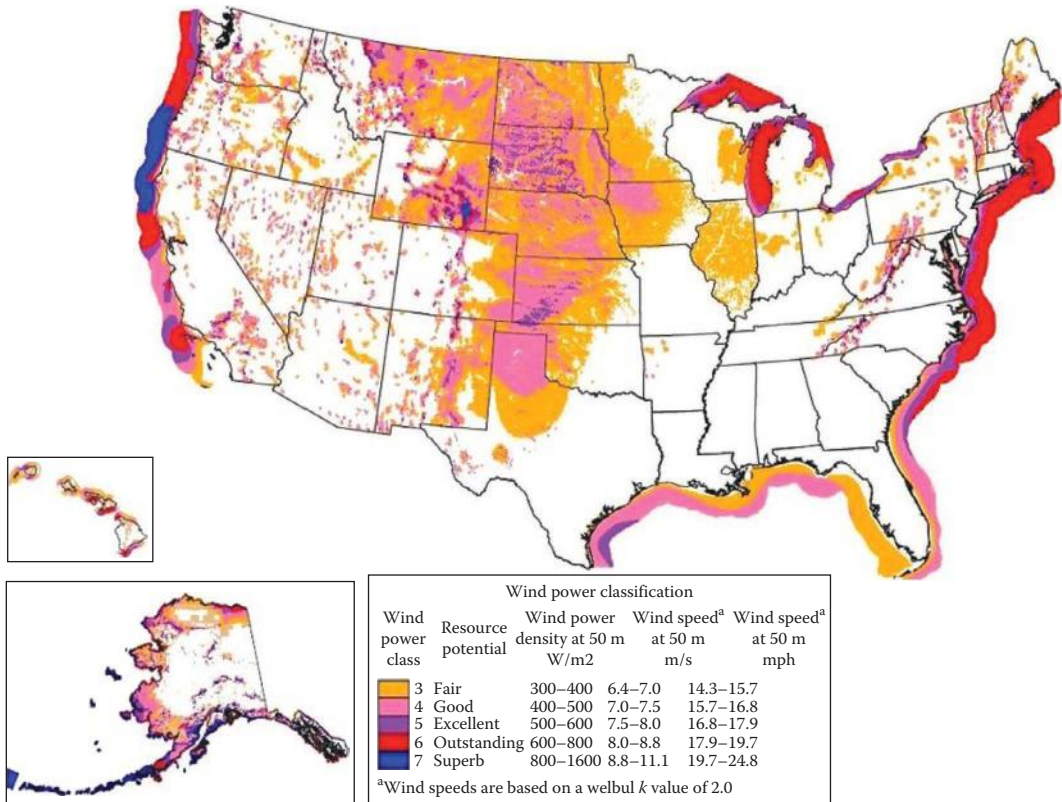 Wind power classification
Wind power class Resource potential Wind power density at 50 m W/m2 Wind speedᵃ at 50 m m/s Wind speedᵃ at 50 m mph
3 Fair 300–400 6.4–7.0 14.3–15.7
4 Good 400–500 7.0–7.5 15.7–16.8
5 Excellent 500–600 7.5–8.0 16.8–17.9
6 Outstanding 600–800 8.0–8.8 17.9–19.7
7 Superb 800–1600 8.8–11.1 19.7–24.8
ᵃWind speeds are based on a welbul k value of 2.0